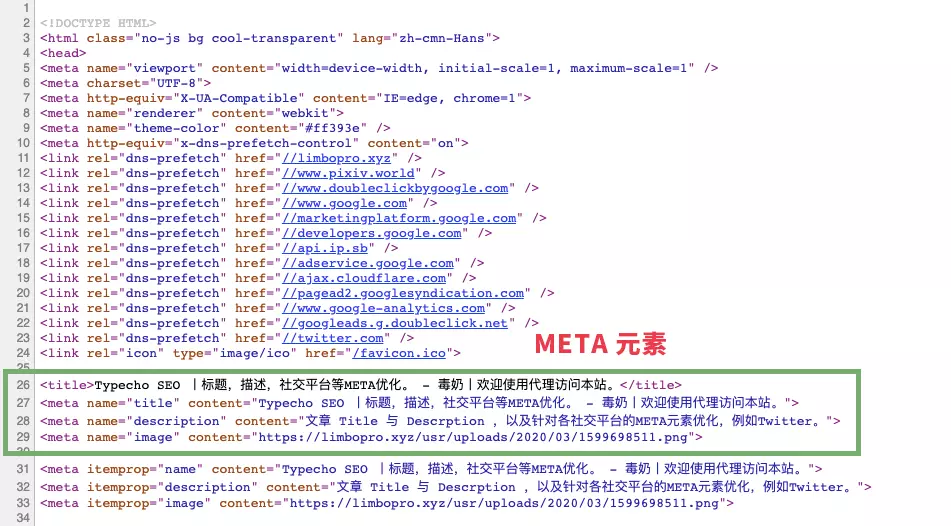 1
2 <!DOCTYPE HTML>
3 <html class="no-js bg cool-transparent" lang="zh-cmn-Hans">
4 <head>
5 <meta name="viewport" content="width=device-width, initial-scale=1, maximum-scale=1" />
6 <meta charset="UTF-8">
7 <meta http-equiv="X-UA-Compatible" content="IE=edge, chrome=1">
8 <meta name="renderer" content="webkit">
9 <meta name="theme-color" content="#ff393e" />
10 <meta http-equiv="x-dns-prefetch-control" content="on">
11 <link rel="dns-prefetch" href="//limbopro.xyz" />
12 <link rel="dns-prefetch" href="//www.pixiv.world" />
13 <link rel="dns-prefetch" href="//www.doubleclickbygoogle.com" />
14 <link rel="dns-prefetch" href="//www.google.com" />
15 <link rel="dns-prefetch" href="//marketingplatform.google.com" />
16 <link rel="dns-prefetch" href="//developers.google.com" />
17 <link rel="dns-prefetch" href="//api.ip.sb" />
18 <link rel="dns-prefetch" href="//adservice.google.com" />
19 <link rel="dns-prefetch" href="//ajax.cloudflare.com" />
20 <link rel="dns-prefetch" href="//pagead2.googlesyndication.com" />
21 <link rel="dns-prefetch" href="//www.google-analytics.com" />
22 <link rel="dns-prefetch" href="//googleads.g.doubleclick.net" />
23 <link rel="dns-prefetch" href="//twitter.com" />
24 <link rel="icon" type="image/ico" href="/favicon.ico">
META 元素
25
26 <title>Typecho SEO 丨标题，描述，社交平台等META优化。 - 毒奶丨欢迎使用代理访问本站。</title>
27 <meta name="title" content="Typecho SEO 丨标题，描述，社交平台等META优化。 - 毒奶丨欢迎使用代理访问本站。">
28 <meta name="description" content="文章 Title 与 Descrption ，以及针对各社交平台的META元素优化，例如Twitter。">
29 <meta name="image" content="https://limbopro.xyz/usr/uploads/2020/03/1599698511.png">
30
31 <meta itemprop="name" content="Typecho SEO 丨标题，描述，社交平台等META优化。 - 毒奶丨欢迎使用代理访问本站。">
32 <meta itemprop="description" content="文章 Title 与 Descrption ，以及针对各社交平台的META元素优化，例如Twitter。">
33 <meta itemprop="image" content="https://limbopro.xyz/usr/uploads/2020/03/1599698511.png">
34